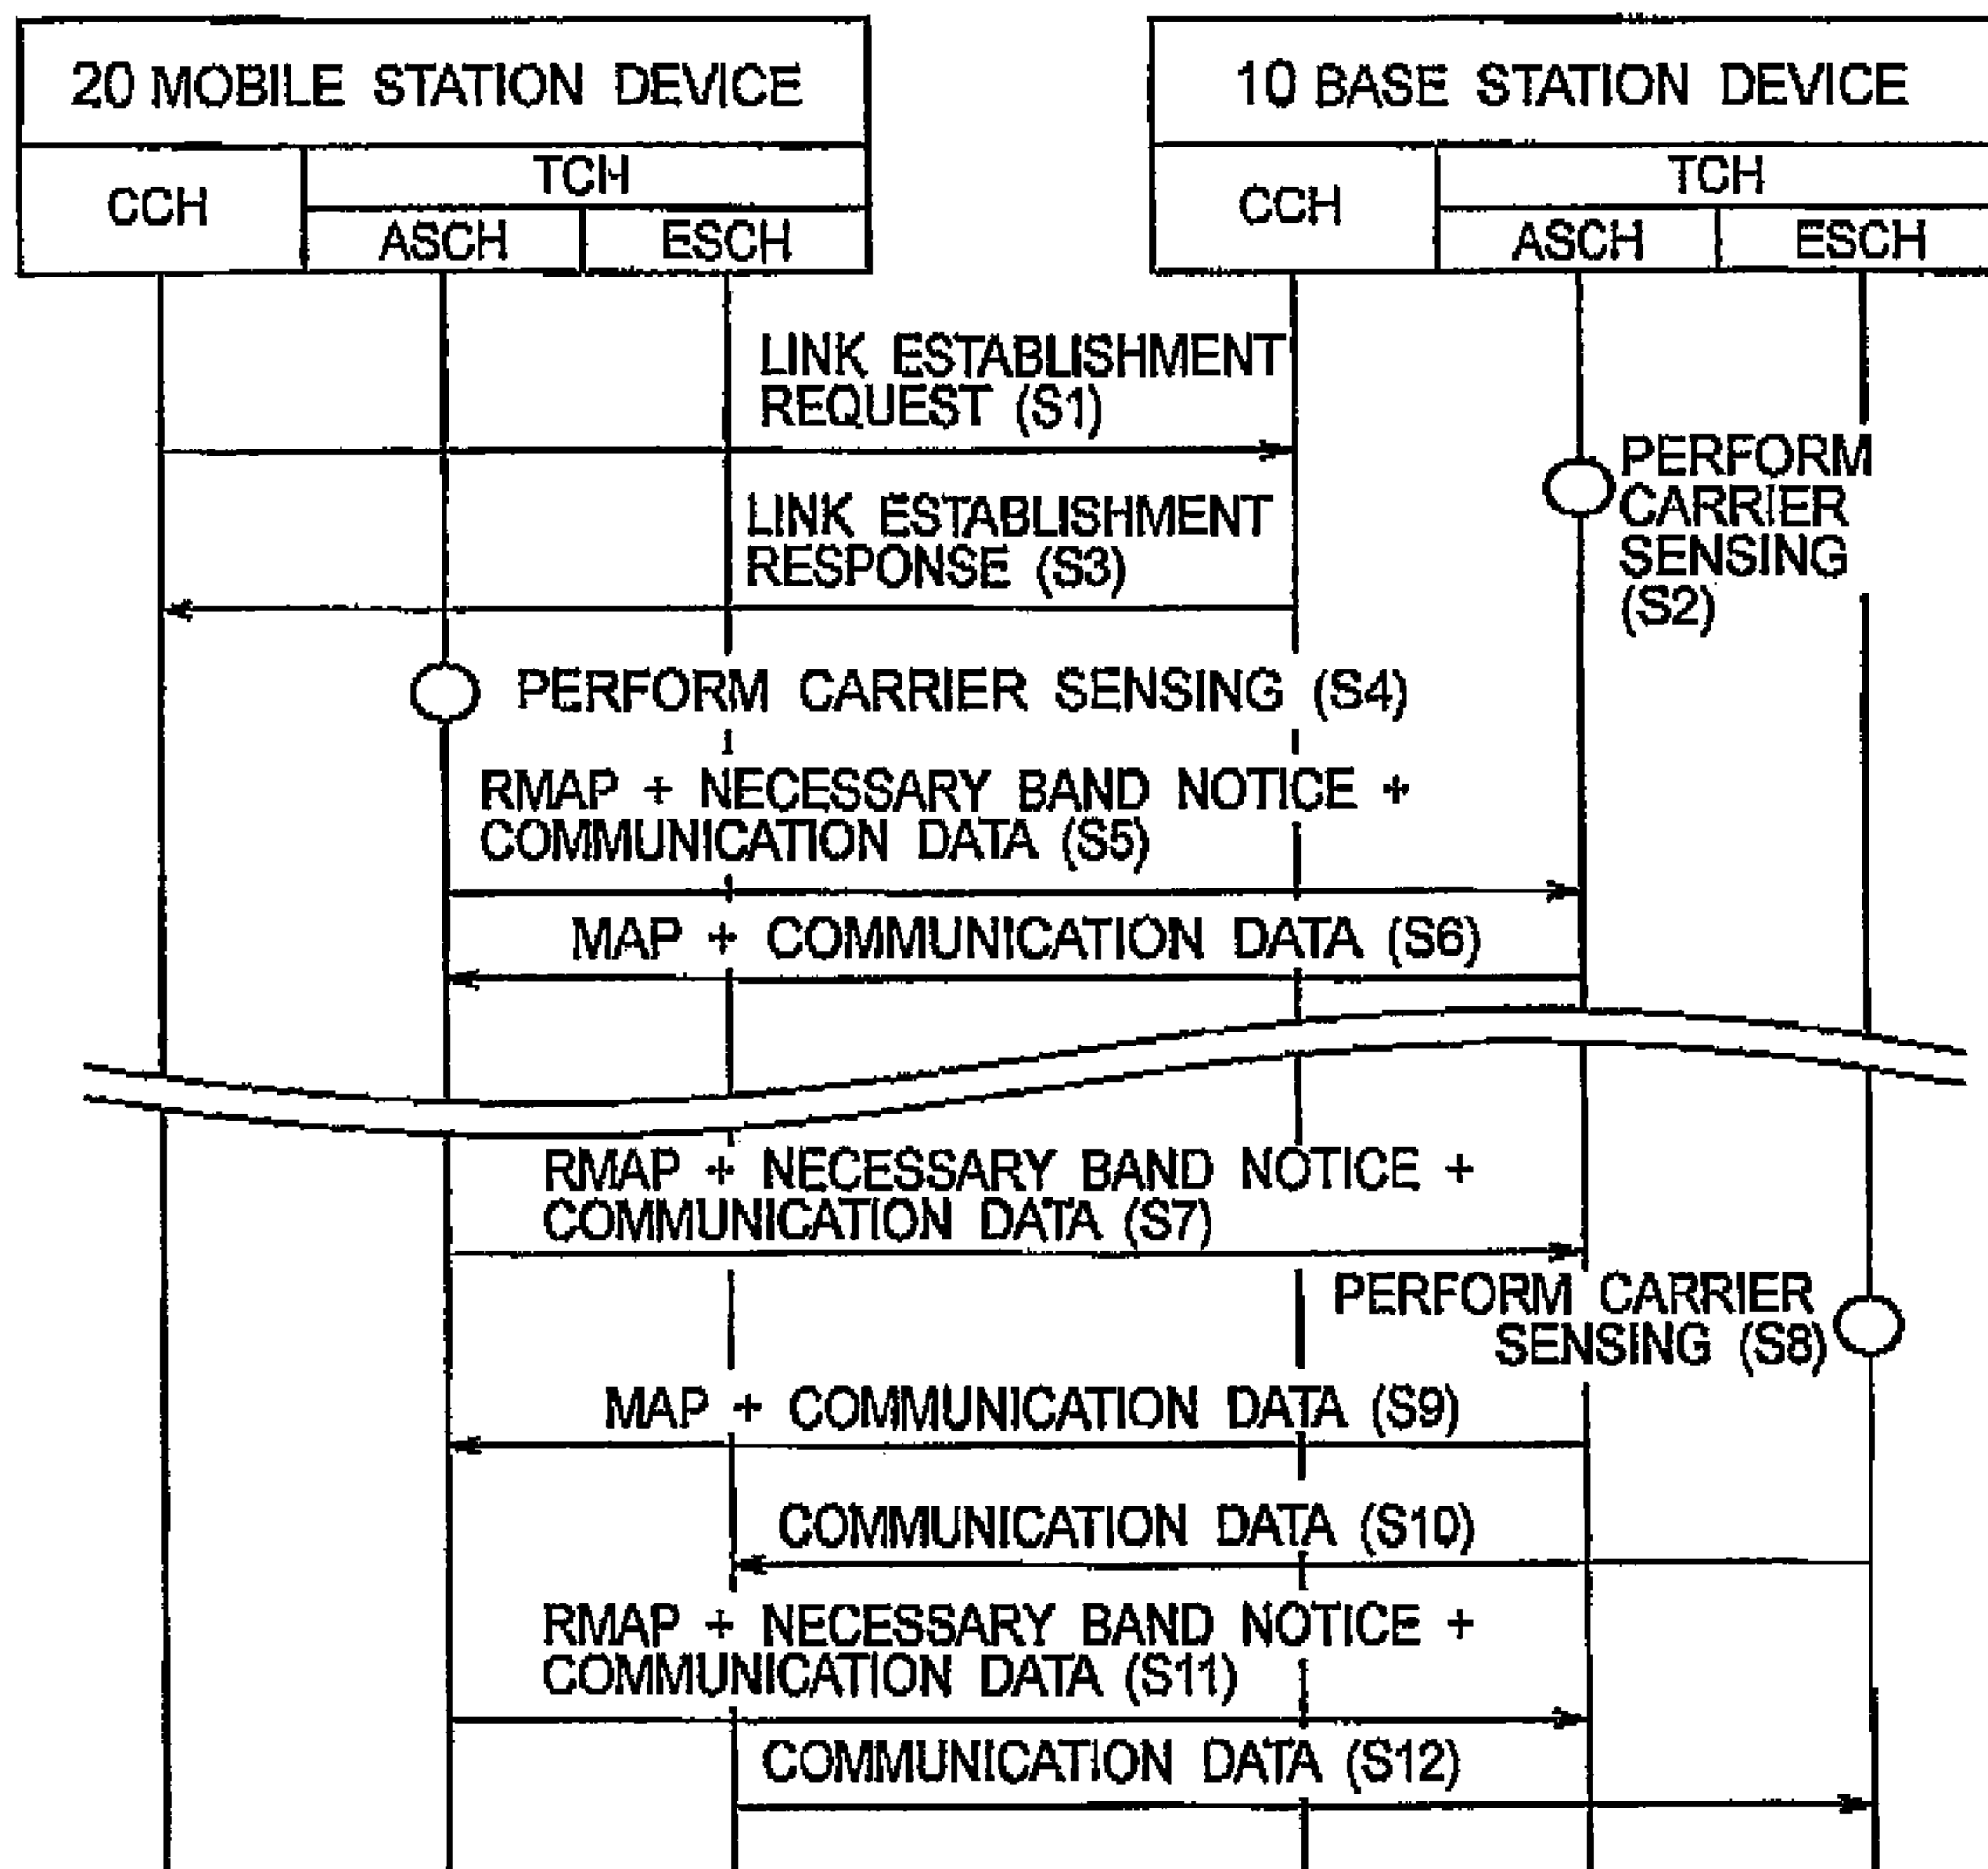 20 MOBILE STATION DEVICE
10 BASE STATION DEVICE
CCH
TCH
ASCH
ESCH
CCH
TCH
ASCH
ESCH
LINK ESTABLISHMENT
REQUEST (S1)
PERFORM
CARRIER
SENSING
(S2)
LINK ESTABLISHMENT
RESPONSE (S3)
PERFORM CARRIER SENSING (S4)
RMAP + NECESSARY BAND NOTICE +
COMMUNICATION DATA (S5)
MAP + COMMUNICATION DATA (S6)
RMAP + NECESSARY BAND NOTICE +
COMMUNICATION DATA (S7)
PERFORM CARRIER
SENSING (S8)
MAP + COMMUNICATION DATA (S9)
COMMUNICATION DATA (S10)
RMAP + NECESSARY BAND NOTICE +
COMMUNICATION DATA (S11)
COMMUNICATION DATA (S12)